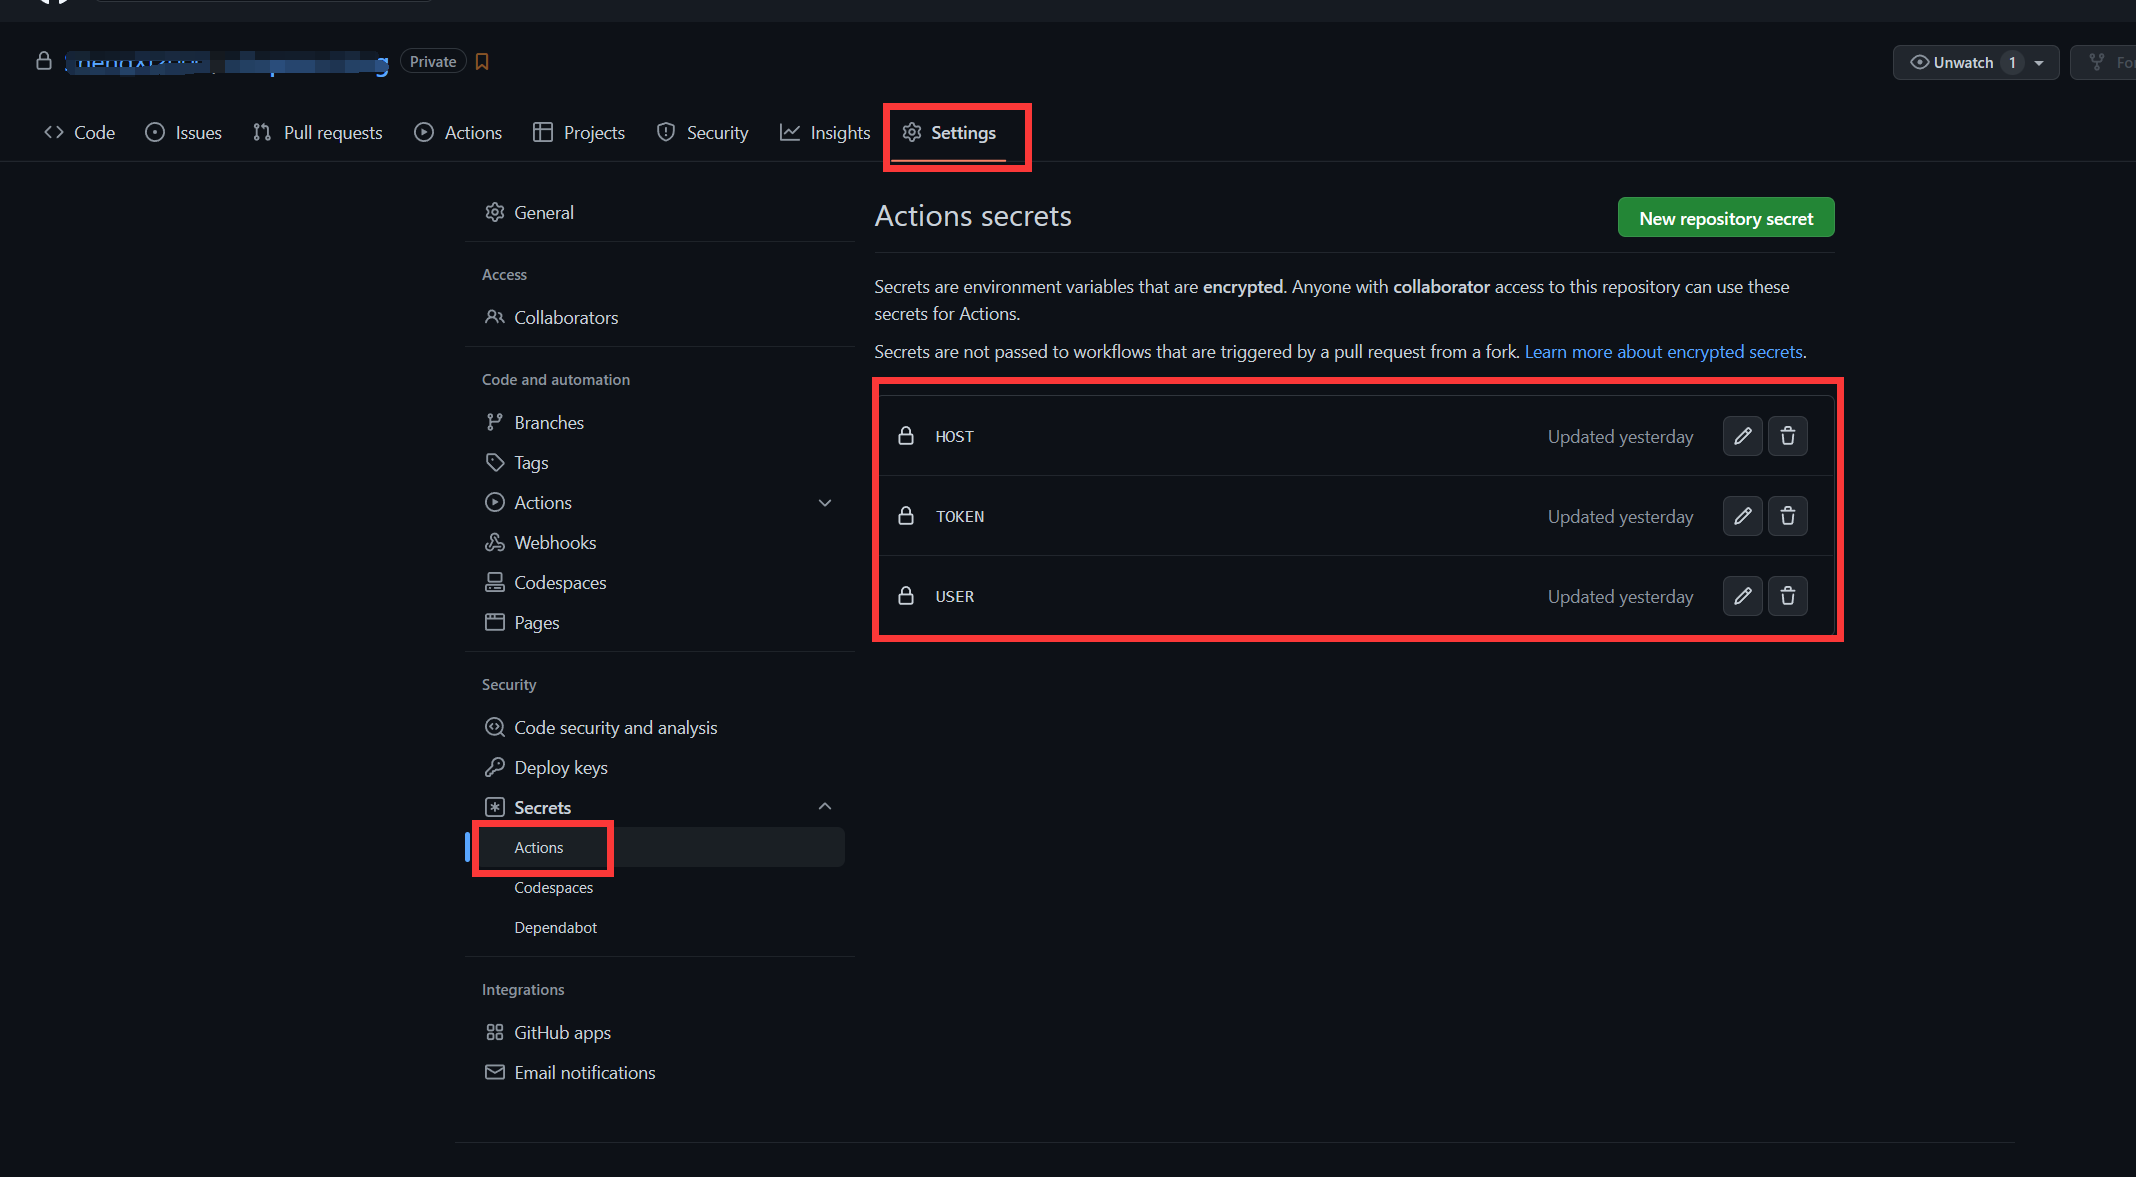 Private
Unwatch 1
Code
Issues
Pull requests
Actions
Projects
Security
Insights
Settings
General
Access
Collaborators
Code and automation
Branches
Tags
Actions
Webhooks
Codespaces
Pages
Security
Code security and analysis
Deploy keys
Secrets
Actions
Codespaces
Dependabot
Integrations
GitHub apps
Email notifications
Actions secrets
New repository secret
Secrets are environment variables that are encrypted. Anyone with collaborator access to this repository can use these
secrets for Actions.
Secrets are not passed to workflows that are triggered by a pull request from a fork. Learn more about encrypted secrets.
HOST Updated yesterday
TOKEN Updated yesterday
USER Updated yesterday